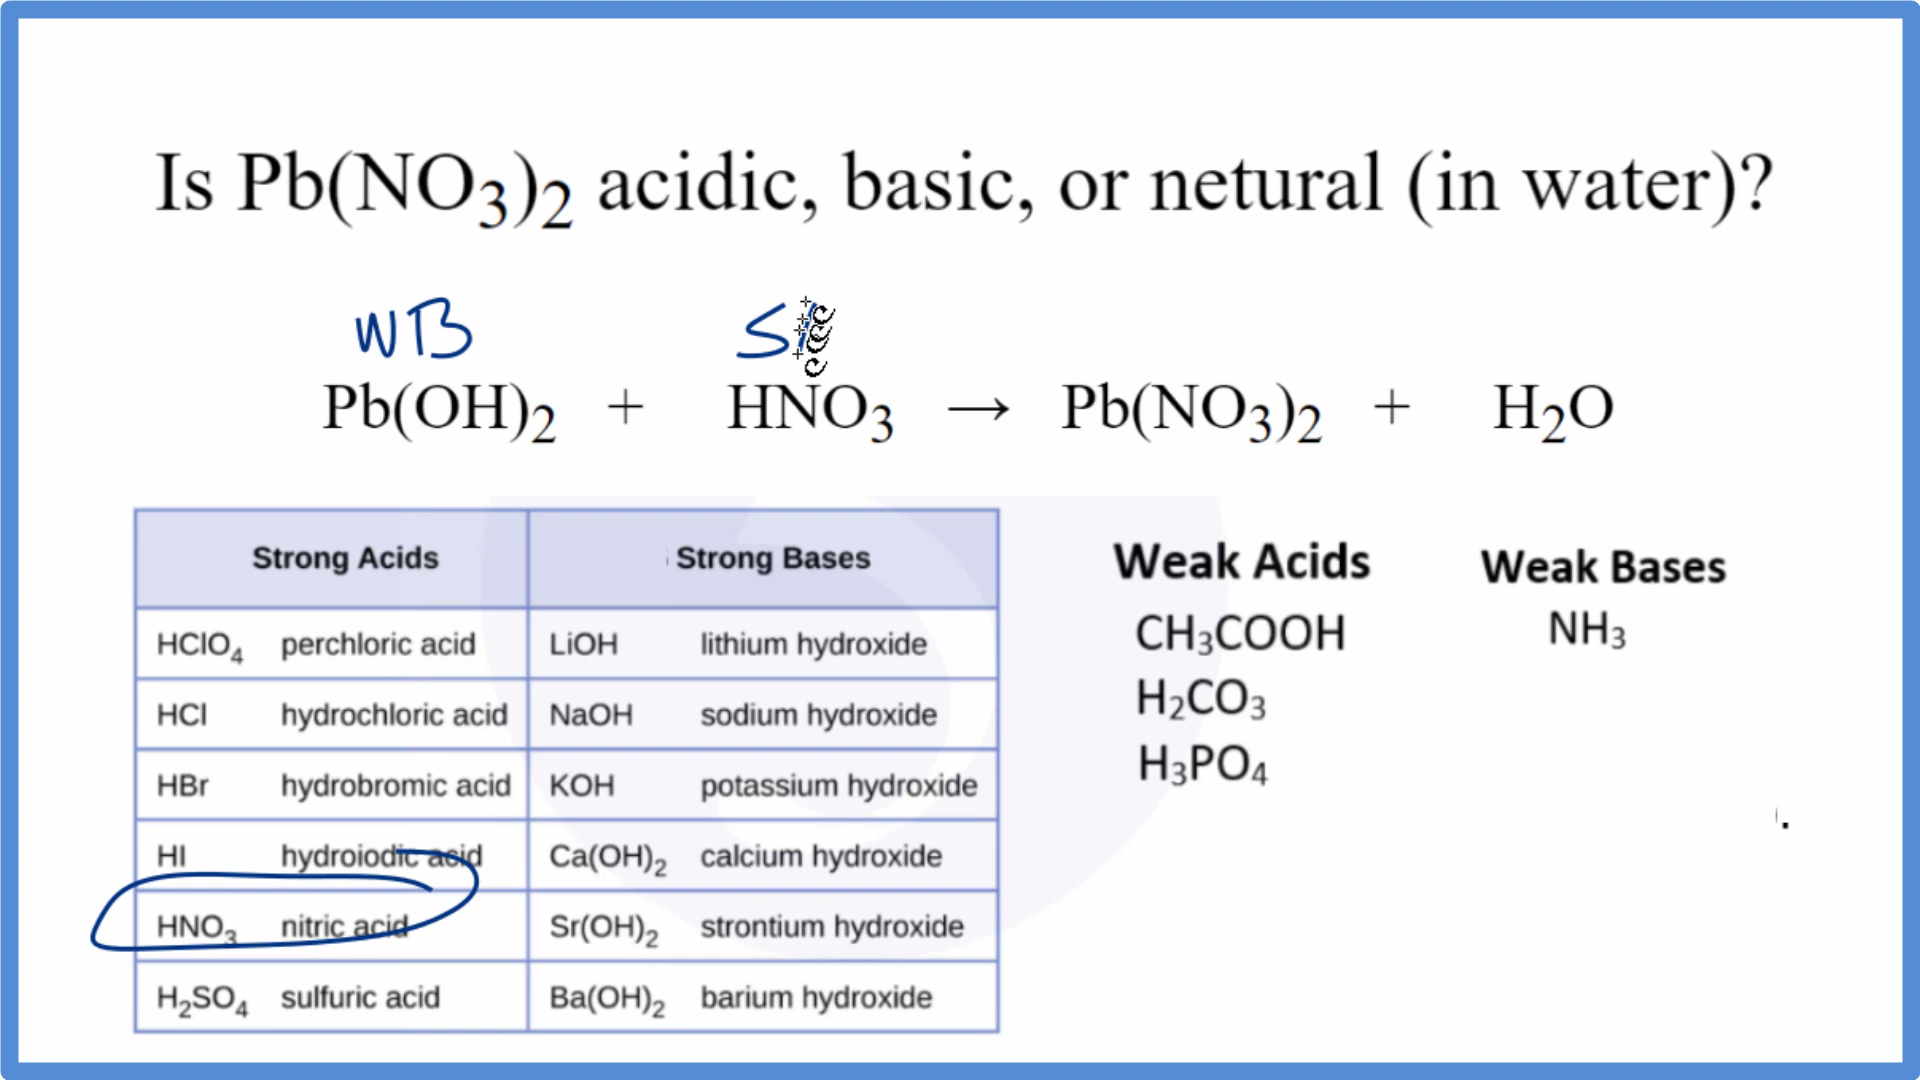 Is Pb(NO₃)₂ acidic, basic, or netural (in water)?
WB
Pb(OH)₂ + HNO₃ → Pb(NO₃)₂ + H₂O
Strong Acids Strong Bases
HClO₄ perchloric acid LiOH lithium hydroxide
HCl hydrochloric acid NaOH sodium hydroxide
HBr hydrobromic acid KOH potassium hydroxide
HI hydroiodic acid Ca(OH)₂ calcium hydroxide
HNO₃ nitric acid Sr(OH)₂ strontium hydroxide
H₂SO₄ sulfuric acid Ba(OH)₂ barium hydroxide
Weak Acids
CH₃COOH
H₂CO₃
H₃PO₄
Weak Bases
NH₃